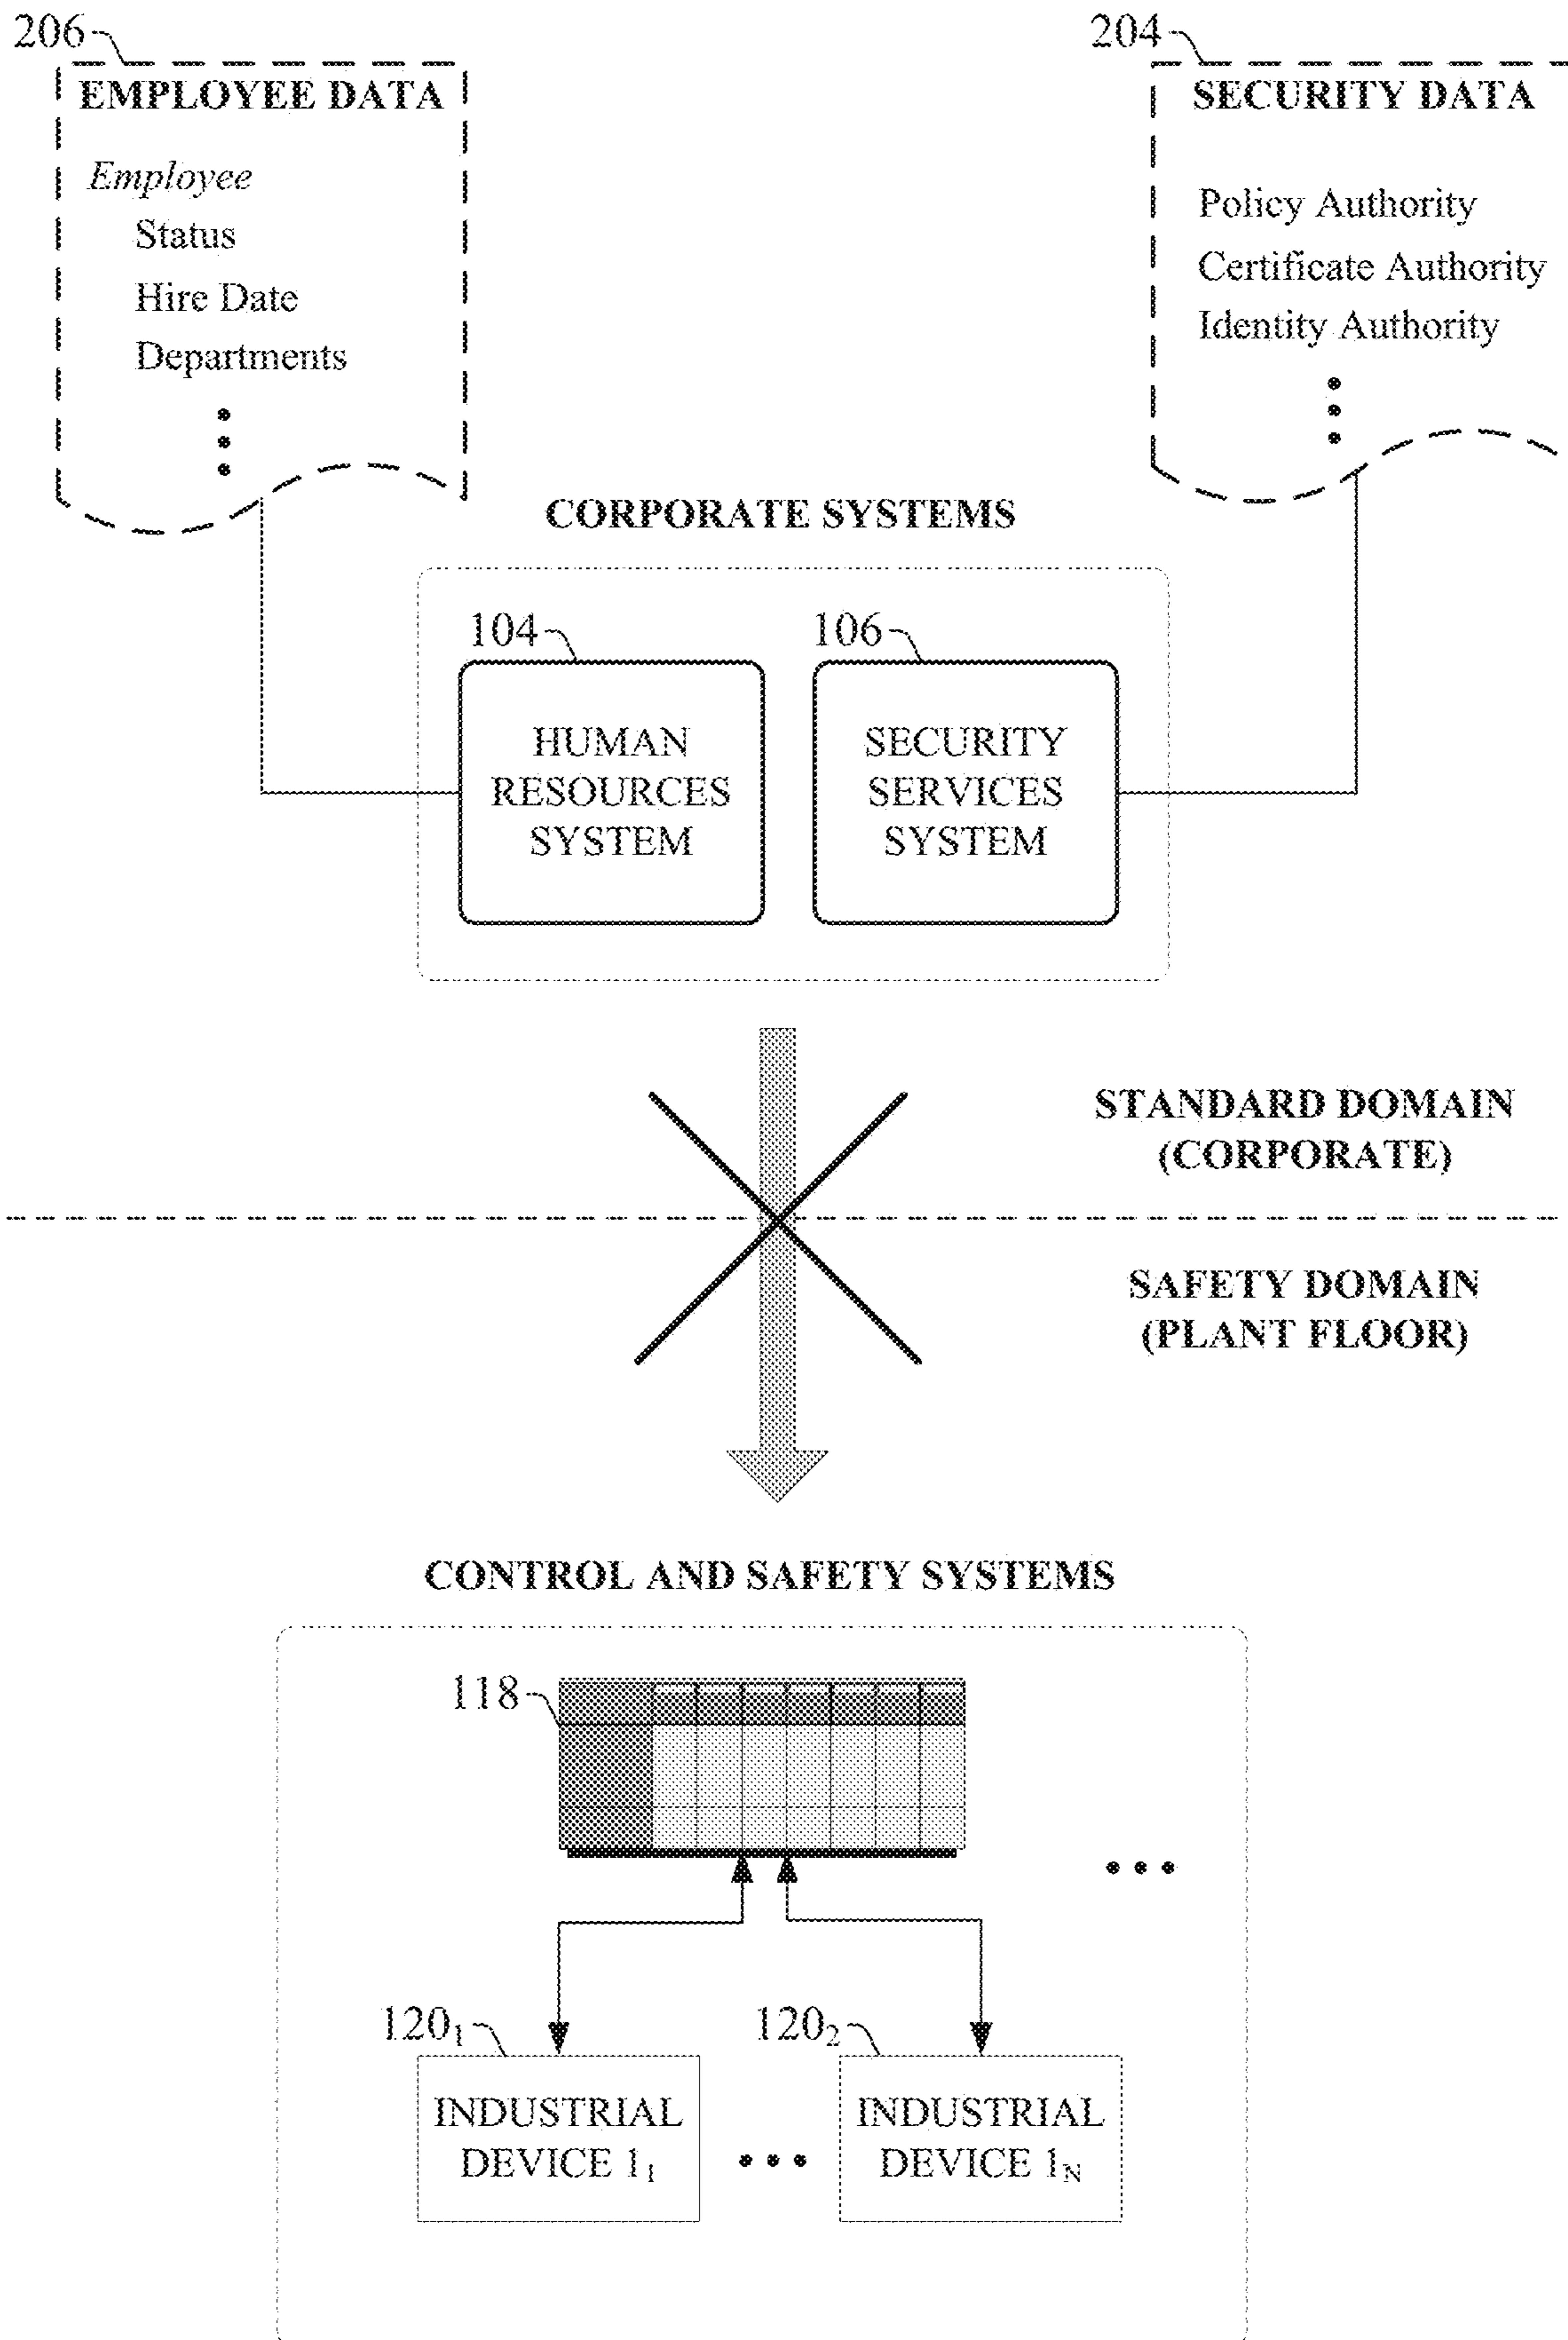 206
EMPLOYEE DATA
Employee
Status
Hire Date
Departments
204
SECURITY DATA
Policy Authority
Certificate Authority
Identity Authority
CORPORATE SYSTEMS
104
HUMAN
RESOURCES
SYSTEM
106
SECURITY
SERVICES
SYSTEM
STANDARD DOMAIN
(CORPORATE)
SAFETY DOMAIN
(PLANT FLOOR)
CONTROL AND SAFETY SYSTEMS
118
120₁
INDUSTRIAL
DEVICE 1₁
120₂
INDUSTRIAL
DEVICE 1ₙ